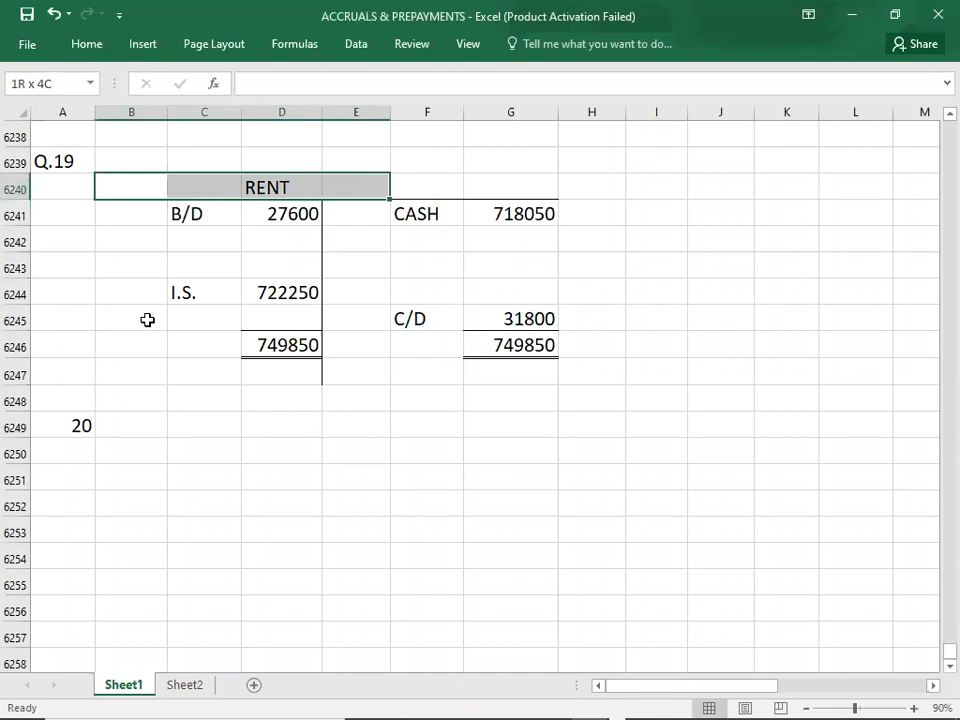 ACCRUALS & PREPAYMENTS - Excel (Product Activation Failed)
File Home Insert Page Layout Formulas Data Review View Tell me what you want to do... Share
1R x 4C fx
A B C D E F G H I J K L M
6238
6239 Q.19
6240 RENT
6241 B/D 27600 CASH 718050
6242
6243
6244 I.S. 722250
6245 C/D 31800
6246 749850 749850
6247
6248
6249 20
6250
6251
6252
6253
6254
6255
6256
6257
6258
Sheet1 Sheet2
Ready 90%